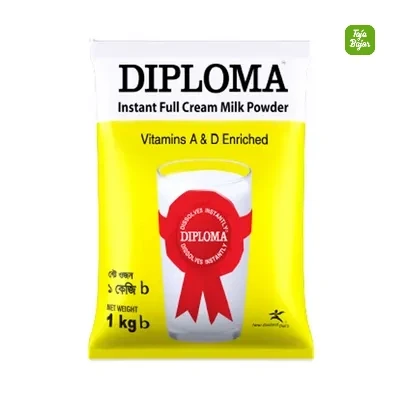 Taja
Bajar
DIPLOMA
Instant Full Cream Milk Powder
Vitamins A & D Enriched
DISSOLVES INSTANTLY
DIPLOMA
DISSOLVES INSTANTLY
নেট ওজন
১ কেজি b
NET WEIGHT
1 kg b